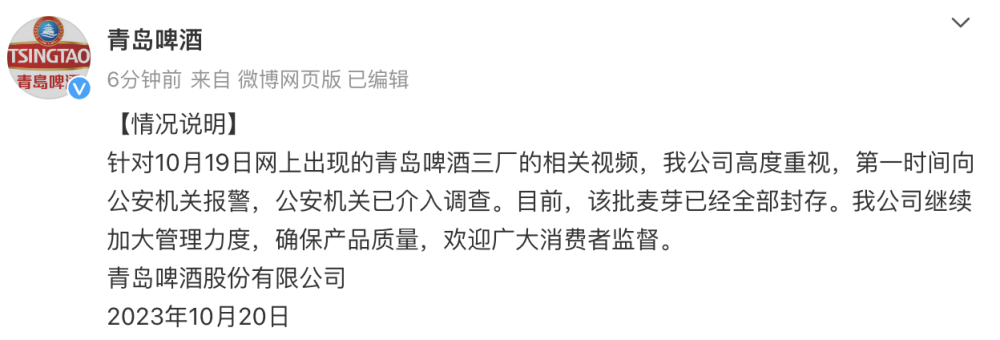 TSINGTAO
青島啤酒
青岛啤酒
6分钟前 来自 微博网页版 已编辑
【情况说明】
针对10月19日网上出现的青岛啤酒三厂的相关视频，我公司高度重视，第一时间向
公安机关报警，公安机关已介入调查。目前，该批麦芽已经全部封存。我公司继续
加大管理力度，确保产品质量，欢迎广大消费者监督。
青岛啤酒股份有限公司
2023年10月20日